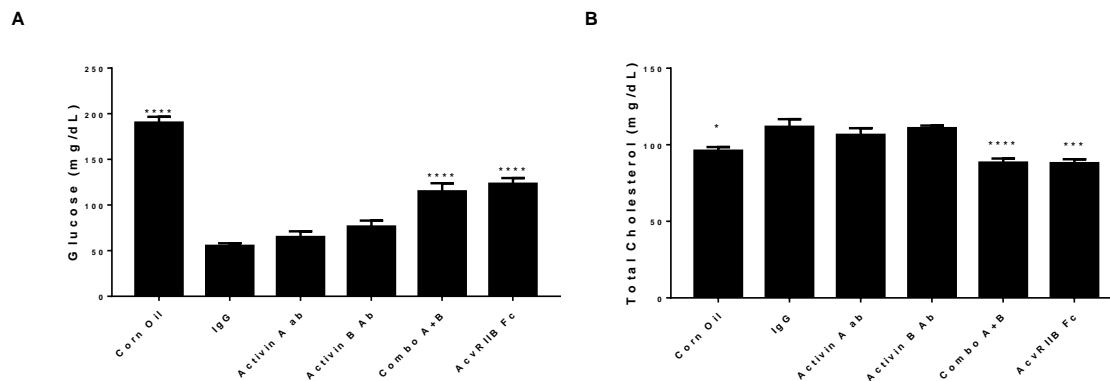 A
Glucose (mg/dL)
250
200
150
100
50
0
****
****
****
Corn Oil
IgG
Activin A ab
Activin B Ab
Combo A+B
AcvRIIB Fc
B
Total Cholesterol (mg/dL)
150
100
50
0
*
****
***
Corn Oil
IgG
Activin A ab
Activin B Ab
Combo A+B
AcvRIIB Fc